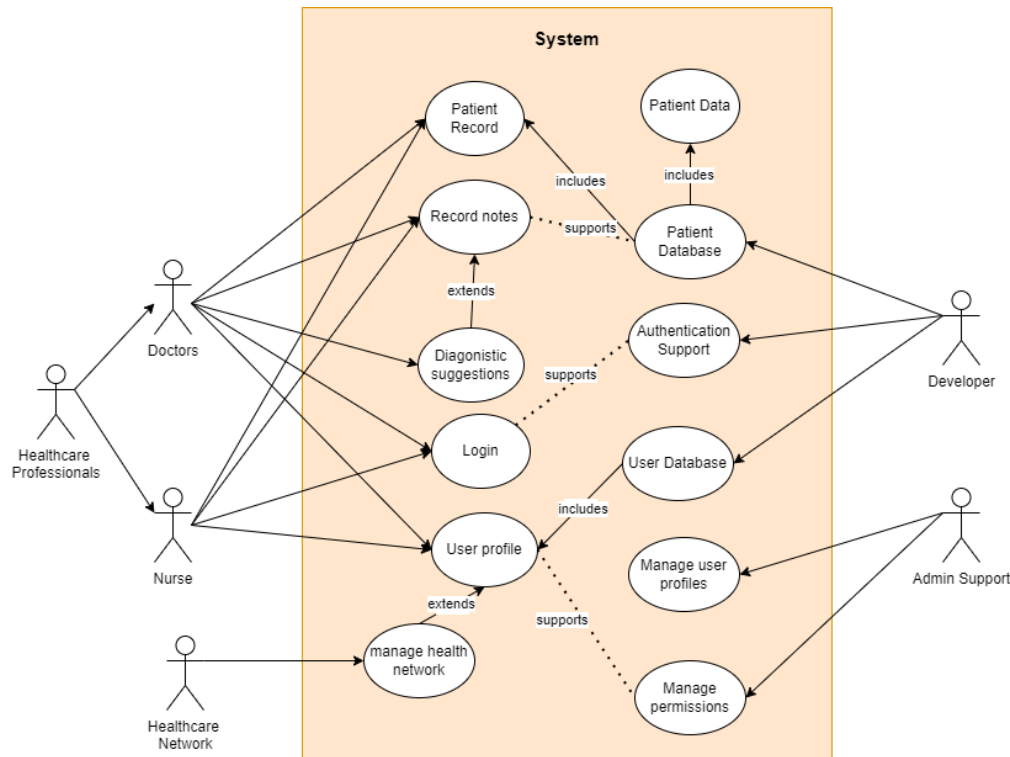 System
Patient
Record
Patient Data
includes
includes
Record notes
supports
Patient
Database
extends
Doctors
Diagonistic
suggestions
Authentication
Support
supports
Developer
Healthcare
Professionals
Login
User Database
includes
Nurse
User profile
Manage user
profiles
Admin Support
extends
supports
manage health
network
Healthcare
Network
Manage
permissions